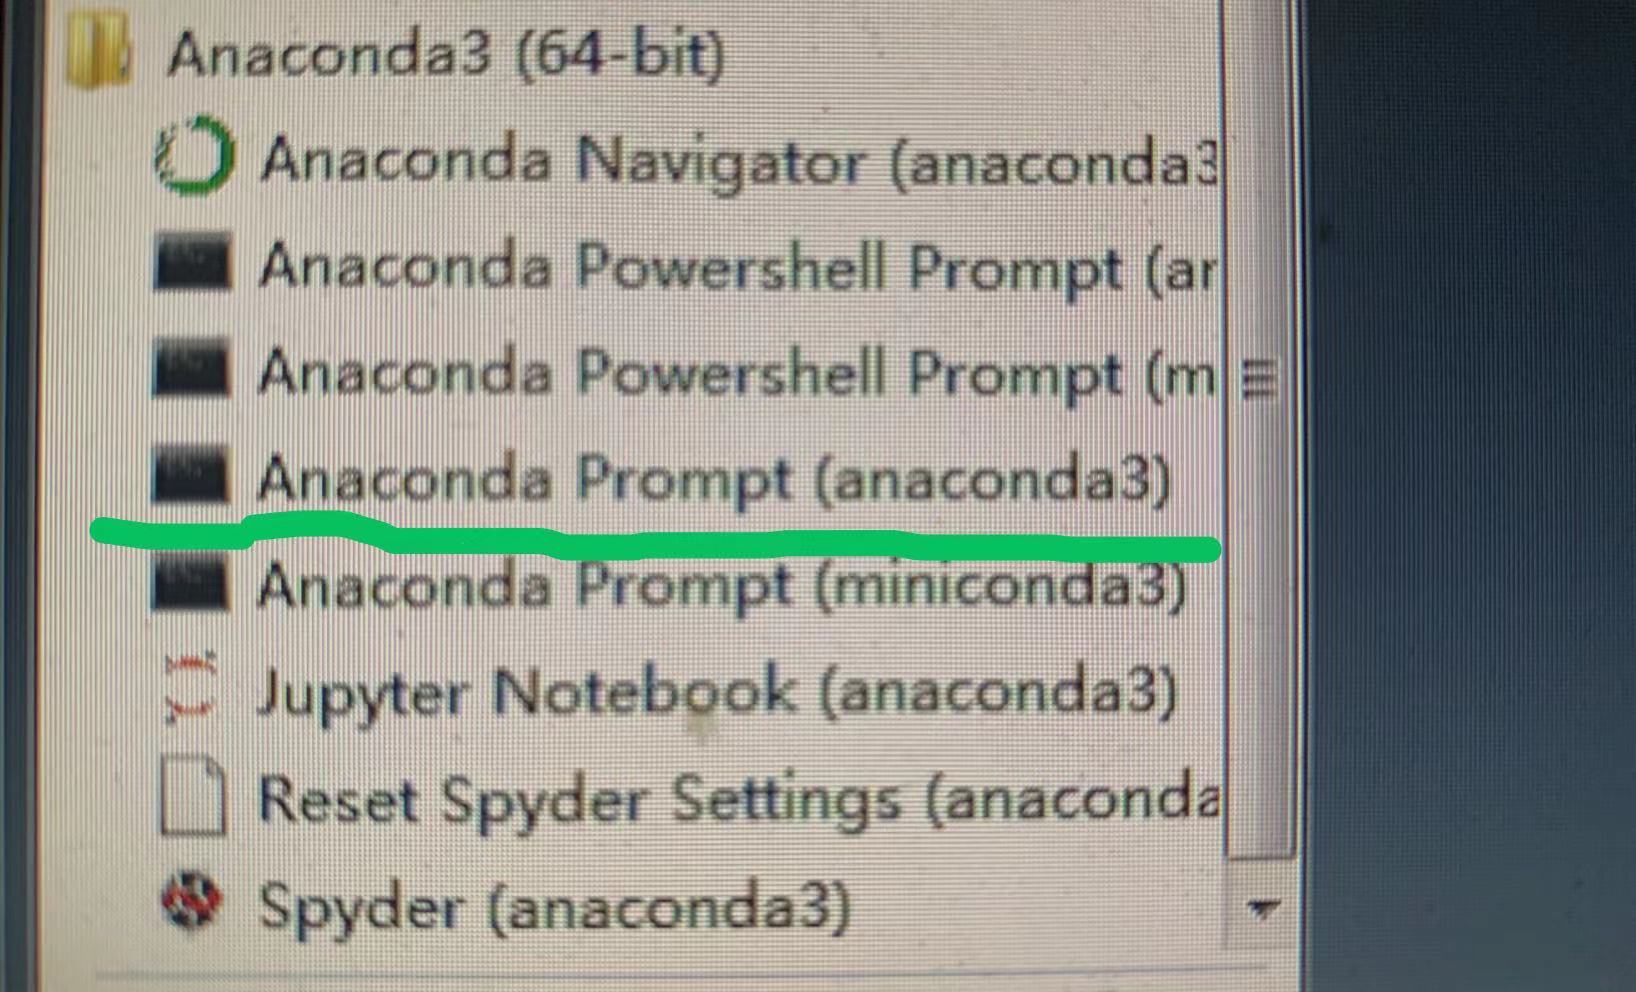 Anaconda3 (64-bit)
Anaconda Navigator (anaconda3
Anaconda Powershell Prompt (ar
Anaconda Powershell Prompt (m
Anaconda Prompt (anaconda3)
Anaconda Prompt (miniconda3)
Jupyter Notebook (anaconda3)
Reset Spyder Settings (anaconda
Spyder (anaconda3)